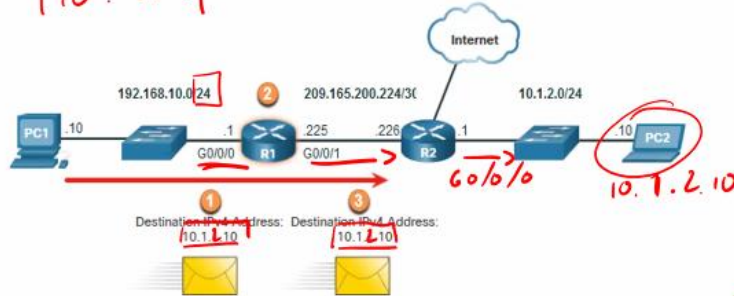 Internet
192.168.10.0/24
2
209.165.200.224/30
10.1.2.0/24
PC1
.10
.1
R1
.225
.226
R2
.1
.10
PC2
G0/0/0
G0/0/1
G0/0/0
10.1.2.10
1
3
Destination IPv4 Address:
Destination IPv4 Address:
10.1.2.10
10.1.2.10